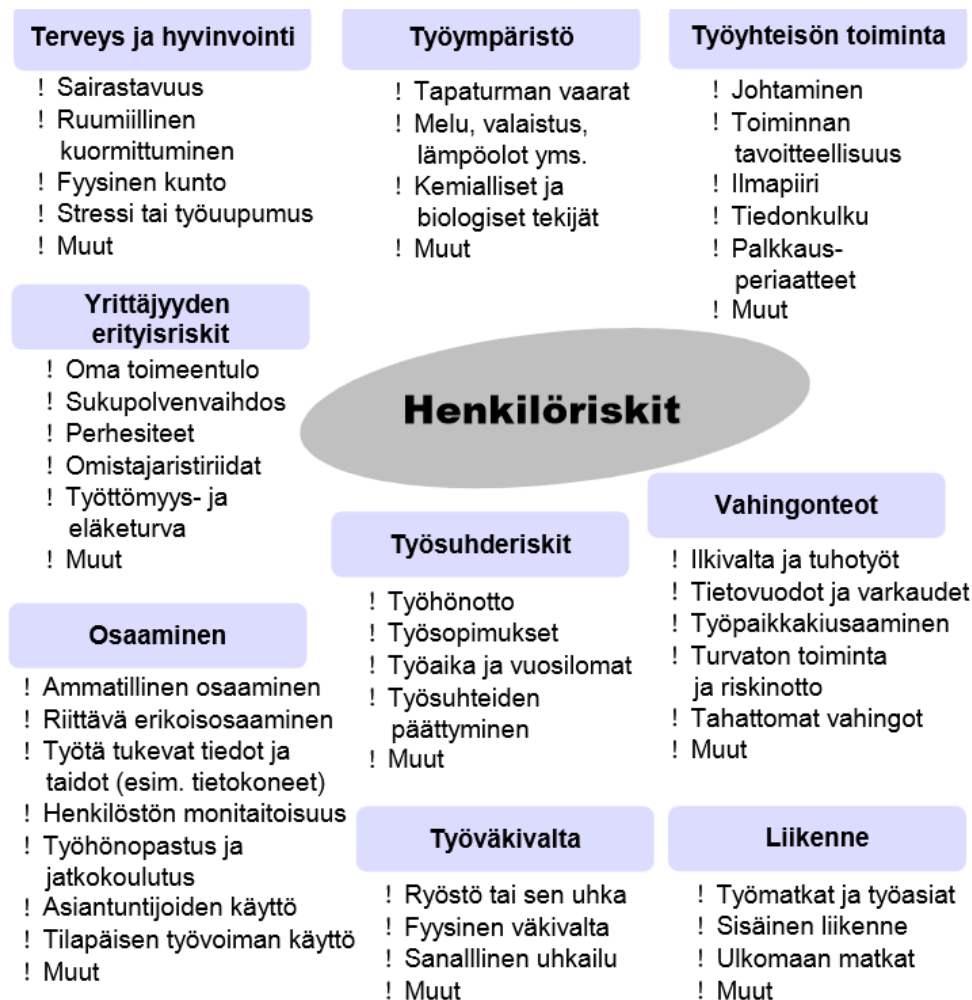 Terveys ja hyvinvointi
! Sairastavuus
! Ruumiillinen
kuormittuminen
! Fyysinen kunto
! Stressi tai työuupumus
! Muut
Työympäristö
! Tapaturman vaarat
! Melu, valaistus,
lämpöolot yms.
! Kemialliset ja
biologiset tekijät
! Muut
Työyhteisön toiminta
! Johtaminen
! Toiminnan
tavoitteellisuus
! Ilmapiiri
! Tiedonkulku
! Palkkaus-
periaatteet
! Muut
Yrittäjyyden
erityisriskit
! Oma toimeentulo
! Sukupolvenvaihdos
! Perhesiteet
! Omistajaristiriidat
! Työttömyys- ja
eläketurva
! Muut
Henkilöriskit
Työsuhderiskit
! Työhönotto
! Työsopimukset
! Työaika ja vuosilomat
! Työsuhteiden
päättyminen
! Muut
Vahingonteot
! Ilkivalta ja tuhotyöt
! Tietovuodot ja varkaudet
! Työpaikkakiusaaminen
! Turvaton toiminta
ja riskinotto
! Tahattomat vahingot
! Muut
Osaaminen
! Ammatillinen osaaminen
! Riittävä erikoisosaaminen
! Työtä tukevat tiedot ja
taidot (esim. tietokoneet)
! Henkilöstön monitaitoisuus
! Työhönopastus ja
jatkokoulutus
! Asiantuntijoiden käyttö
! Tilapäisen työvoiman käyttö
! Muut
Työväkivalta
! Ryöstö tai sen uhka
! Fyysinen väkivalta
! Sanalllinen uhkailu
! Muut
Liikenne
! Työmatkat ja työasiat
! Sisäinen liikenne
! Ulkomaan matkat
! Muut